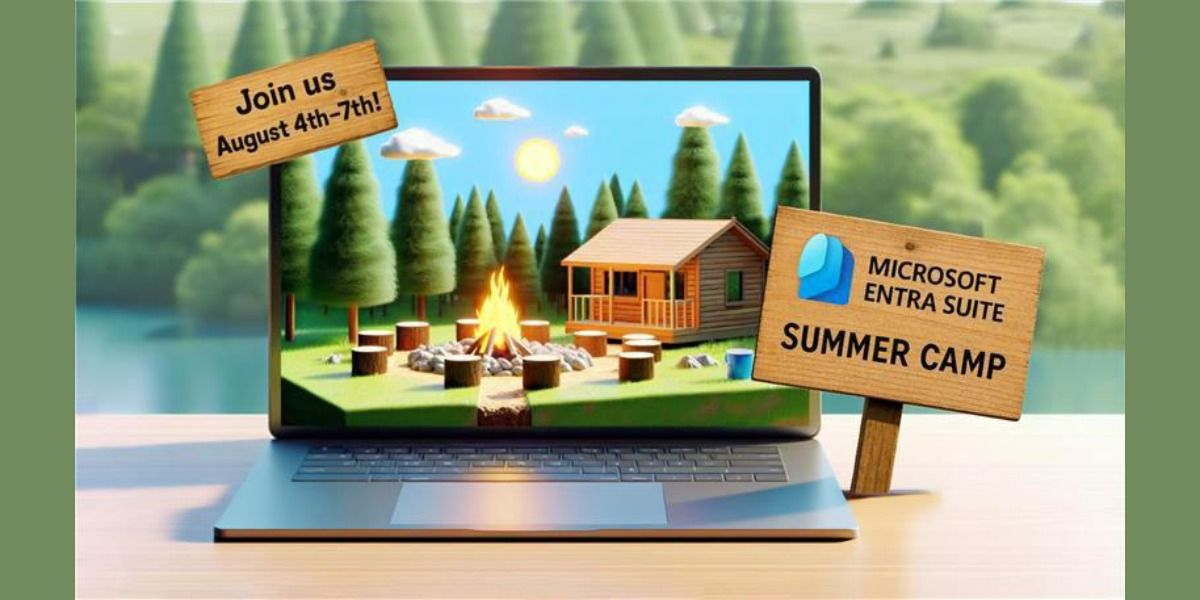 Join us
August 4th-7th!
MICROSOFT
ENTRA SUITE
SUMMER CAMP